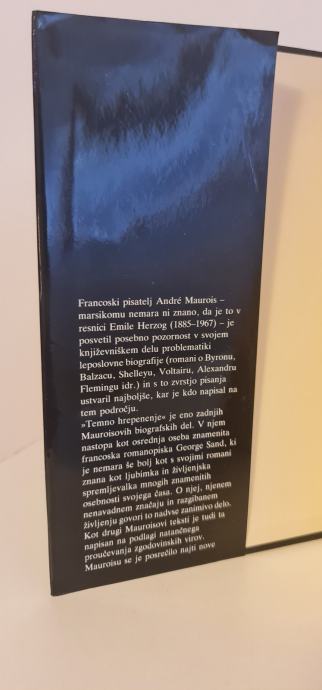 Francoski pisatelj André Maurois –
marsikomu nemara ni znano, da je to v
resnici Emile Herzog (1885–1967) – je
posvetil posebno pozornost v svojem
književniškem delu problematiki
leposlovne biografije (romani o Byronu,
Balzacu, Shelleyu, Voltairu, Alexandru
Flemingu idr.) in s to zvrstjo pisanja
ustvaril najboljše, kar je kdo napisal na
tem področju.
»Temno hrepenenje« je eno zadnjih
Mauroisovih biografskih del. V njem
nastopa kot osrednja oseba znamenita
francoska romanopiska George Sand, ki
je nemara še bolj kot s svojimi romani
znana kot ljubimka in življenjska
spremljevalka mnogih znamenitih
osebnosti svojega časa. O njej, njenem
nenavadnem značaju in razgibanem
življenju govori to nadvse zanimivo delo.
Kot drugi Mauroisovi teksti je tudi ta
napisan na podlagi natančnega
proučevanja zgodovinskih virov.
Mauroisu se je posrečilo najti nove